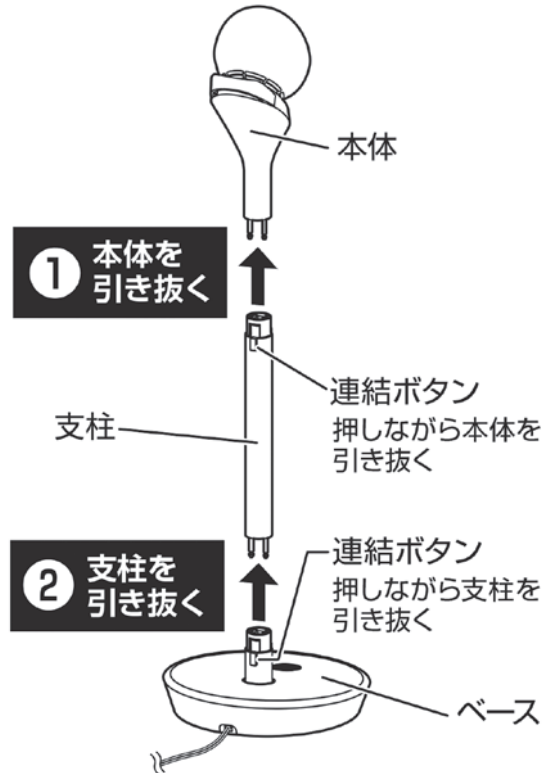 本体
① 本体を
引き抜く
連結ボタン
押しながら本体を
引き抜く
支柱
連結ボタン
押しながら支柱を
引き抜く
② 支柱を
引き抜く
ベース